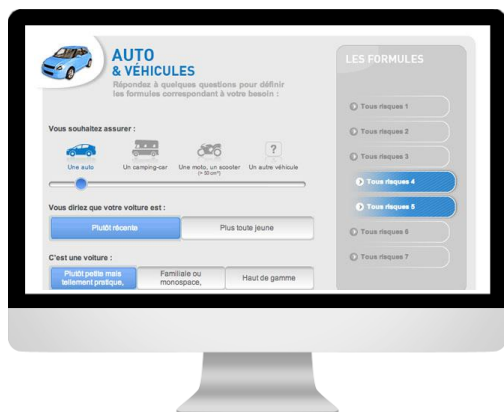 AUTO
& VÉHICULES
Répondez à quelques questions pour définir
les formules correspondant à votre besoin :
Vous souhaitez assurer :
Une auto
Un camping-car
Une moto, un scooter
(> 50 cm³)
Un autre véhicule
?
Vous diriez que votre voiture est :
Plutôt récente
Plus toute jeune
C'est une voiture :
Plutôt petite mais
tellement pratique,
Familiale ou
monospace,
Haut de gamme
LES FORMULES
Tous risques 1
Tous risques 2
Tous risques 3
Tous risques 4
Tous risques 5
Tous risques 6
Tous risques 7